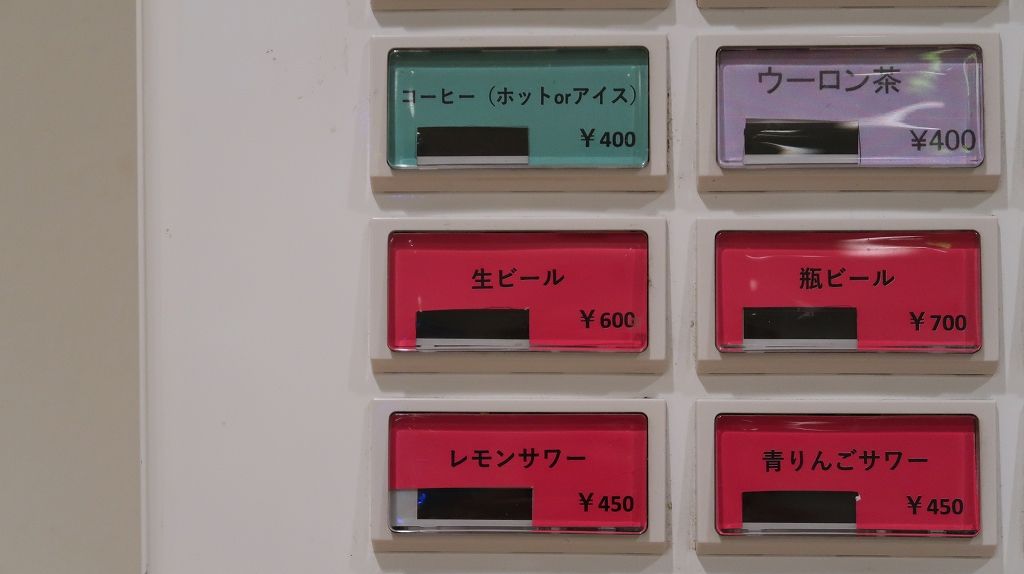 コーヒー（ホットorアイス）
￥400
ウーロン茶
¥400
生ビール
￥600
瓶ビール
￥700
レモンサワー
￥450
青りんごサワー
￥450